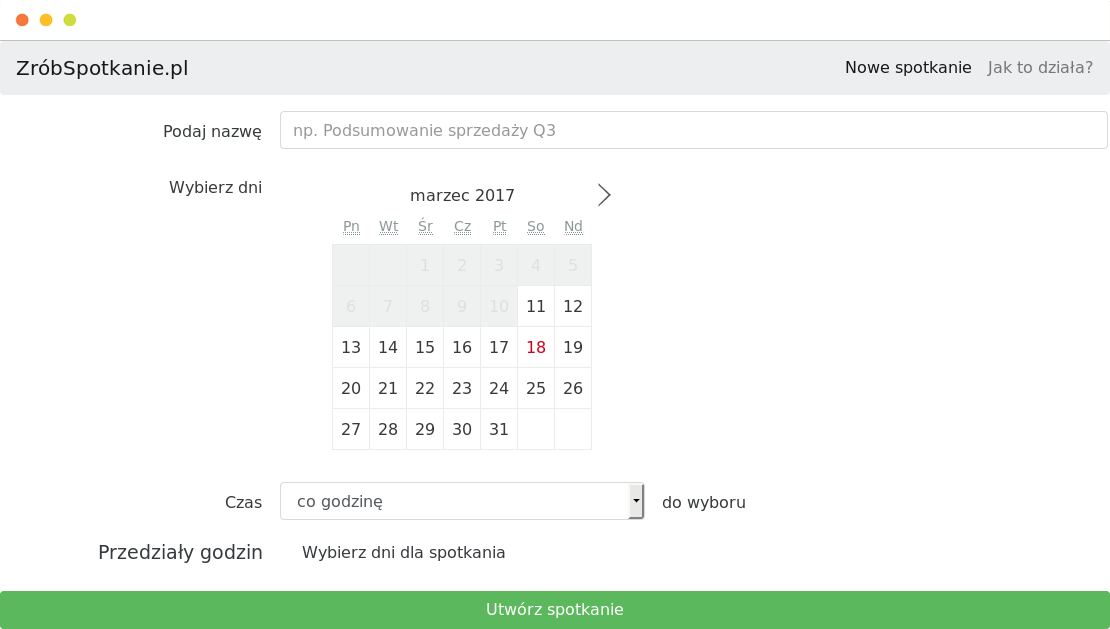 ZróbSpotkanie.pl Nowe spotkanie Jak to działa?
Podaj nazwę np. Podsumowanie sprzedaży Q3
Wybierz dni
marzec 2017
Pn Wt Śr Cz Pt So Nd
1 2 3 4 5
6 7 8 9 10 11 12
13 14 15 16 17 18 19
20 21 22 23 24 25 26
27 28 29 30 31
Czas co godzinę do wyboru
Przedziały godzin Wybierz dni dla spotkania
Utwórz spotkanie